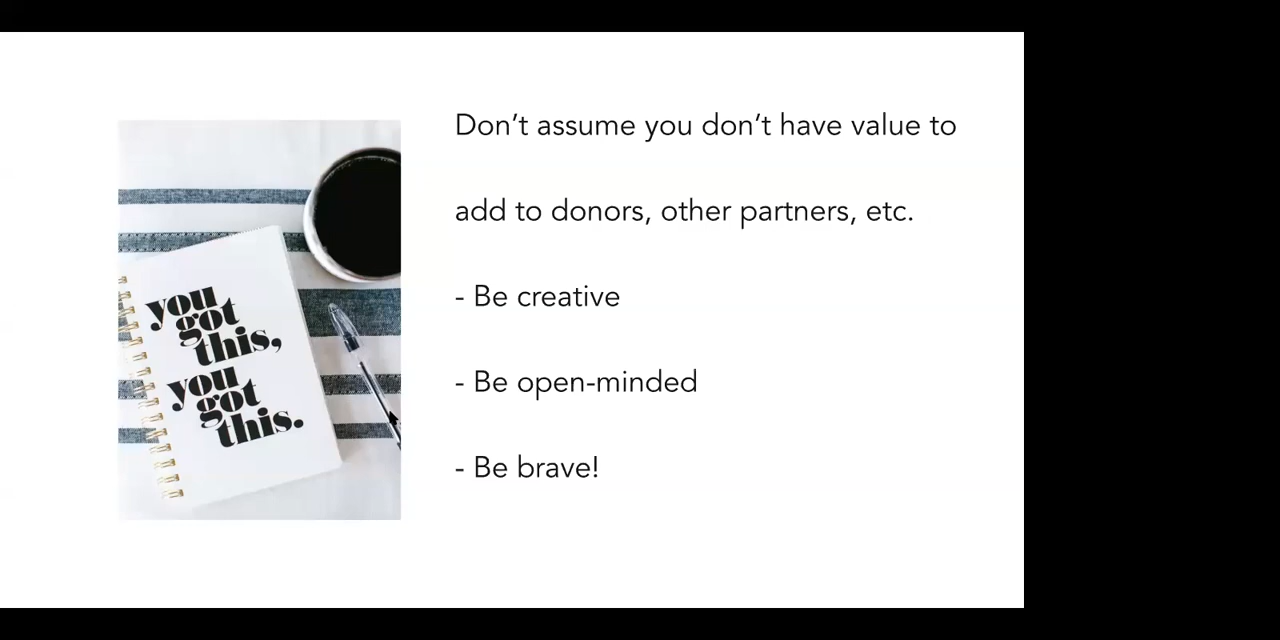 Don’t assume you don’t have value to
add to donors, other partners, etc.
- Be creative
- Be open-minded
- Be brave!
you
got
this,
you
got
this.